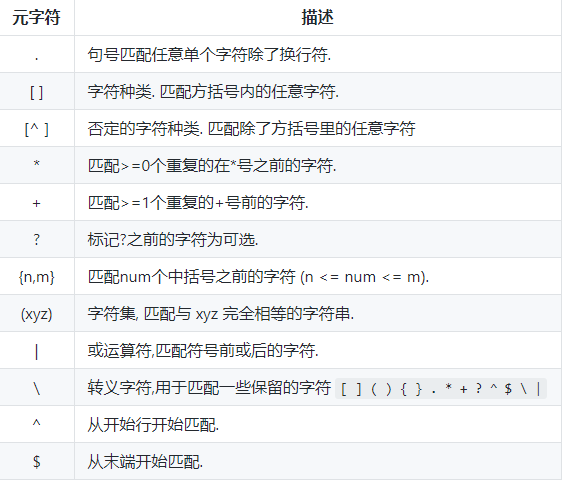 元字符 描述
. 句号匹配任意单个字符除了换行符.
[ ] 字符种类. 匹配方括号内的任意字符.
[^ ] 否定的字符种类. 匹配除了方括号里的任意字符
* 匹配>=0个重复的在*号之前的字符.
+ 匹配>=1个重复的+号前的字符.
? 标记?之前的字符为可选.
{n,m} 匹配num个中括号之前的字符 (n <= num <= m).
(xyz) 字符集, 匹配与 xyz 完全相等的字符串.
| 或运算符,匹配符号前或后的字符.
\ 转义字符,用于匹配一些保留的字符 [ ] ( ) { } . * + ? ^ $ \ |
^ 从开始行开始匹配.
$ 从末端开始匹配.